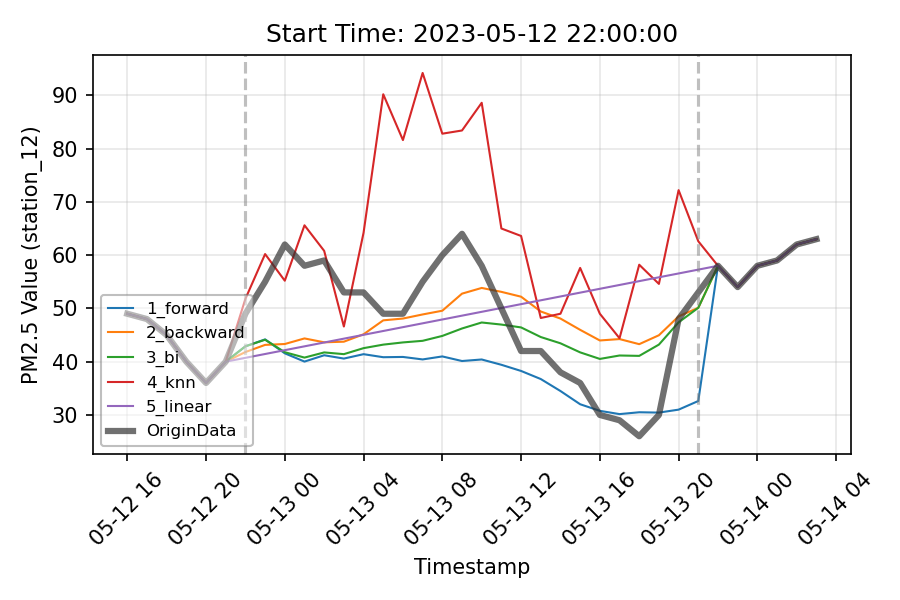 Start Time: 2023-05-12 22:00:00
PM2.5 Value (station_12)
90
80
70
60
50
40
30
1_forward
2_backward
3_bi
4_knn
5_linear
OriginData
05-12 16
05-12 20
05-13 00
05-13 04
05-13 08
05-13 12
05-13 16
05-13 20
05-14 00
05-14 04
Timestamp